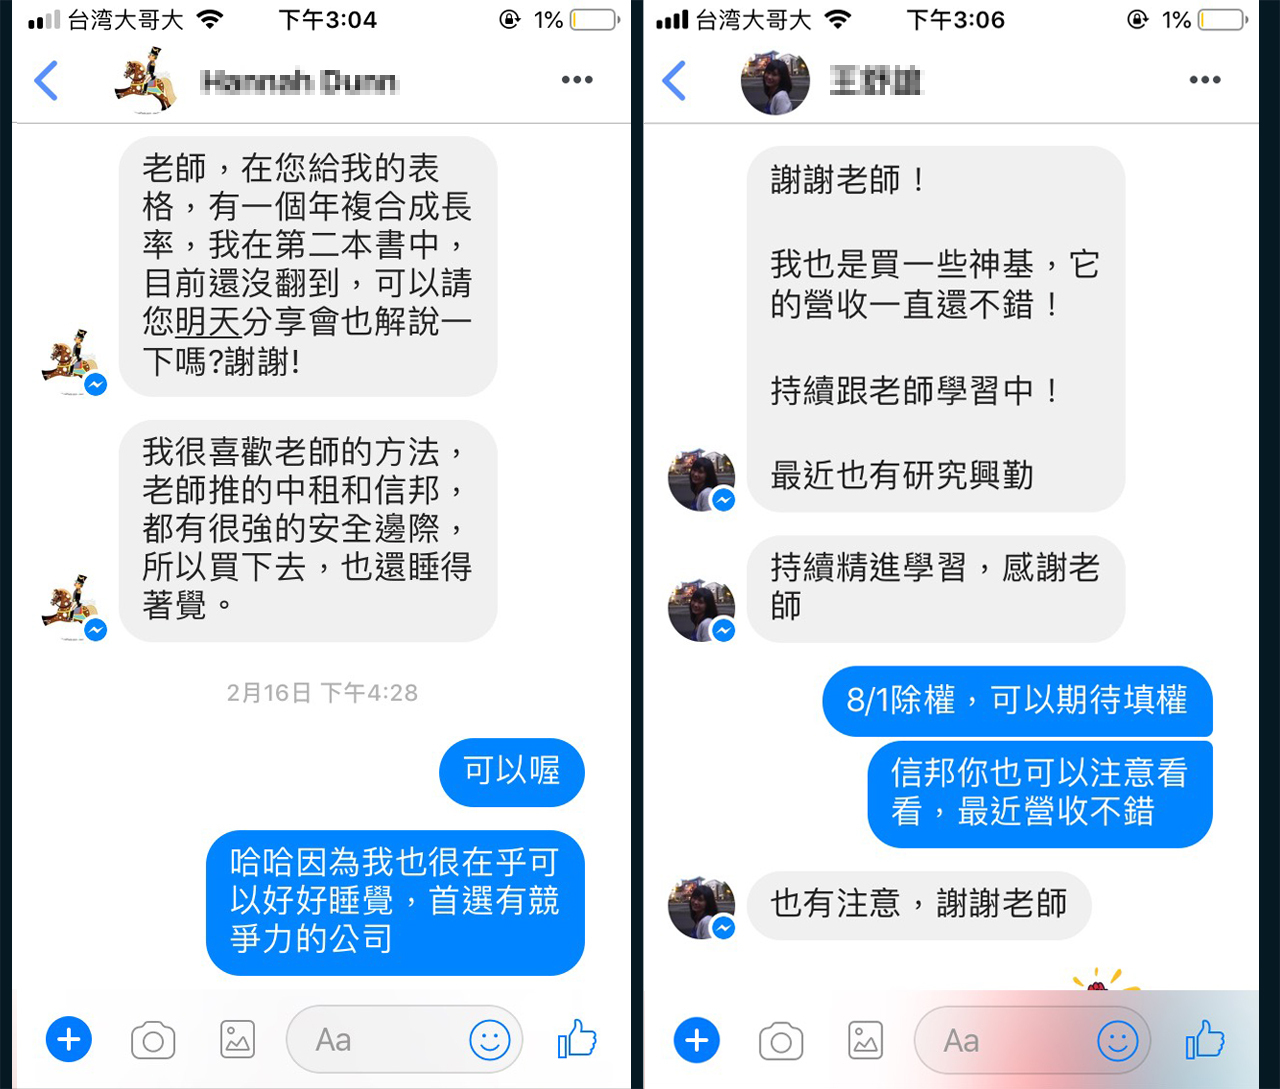 台湾大哥大
下午3:04
1%
Hannah Dunn
老師，在您給我的表
格，有一個年複合成長
率，我在第二本書中，
目前還沒翻到，可以請
您明天分享會也解說一
下嗎?謝謝!
我很喜歡老師的方法，
老師推的中租和信邦，
都有很強的安全邊際，
所以買下去，也還睡得
著覺。
2月16日 下午4:28
可以喔
哈哈因為我也很在乎可
以好好睡覺，首選有競
爭力的公司
Aa
台湾大哥大
下午3:06
1%
謝謝老師！
我也是買一些神基，它
的營收一直還不錯！
持續跟老師學習中！
最近也有研究興勤
持續精進學習，感謝老
師
8/1除權，可以期待填權
信邦你也可以注意看
看，最近營收不錯
也有注意，謝謝老師
Aa